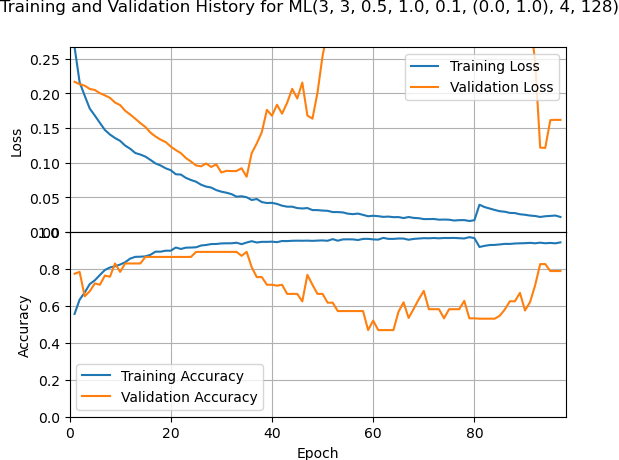 Training and Validation History for ML(3, 3, 0.5, 1.0, 0.1, (0.0, 1.0), 4, 128)
0.25
0.20
0.15
0.10
0.05
0.00
Loss
Training Loss
Validation Loss
1.0
0.8
0.6
0.4
0.2
0.0
Accuracy
Training Accuracy
Validation Accuracy
0
20
40
60
80
Epoch